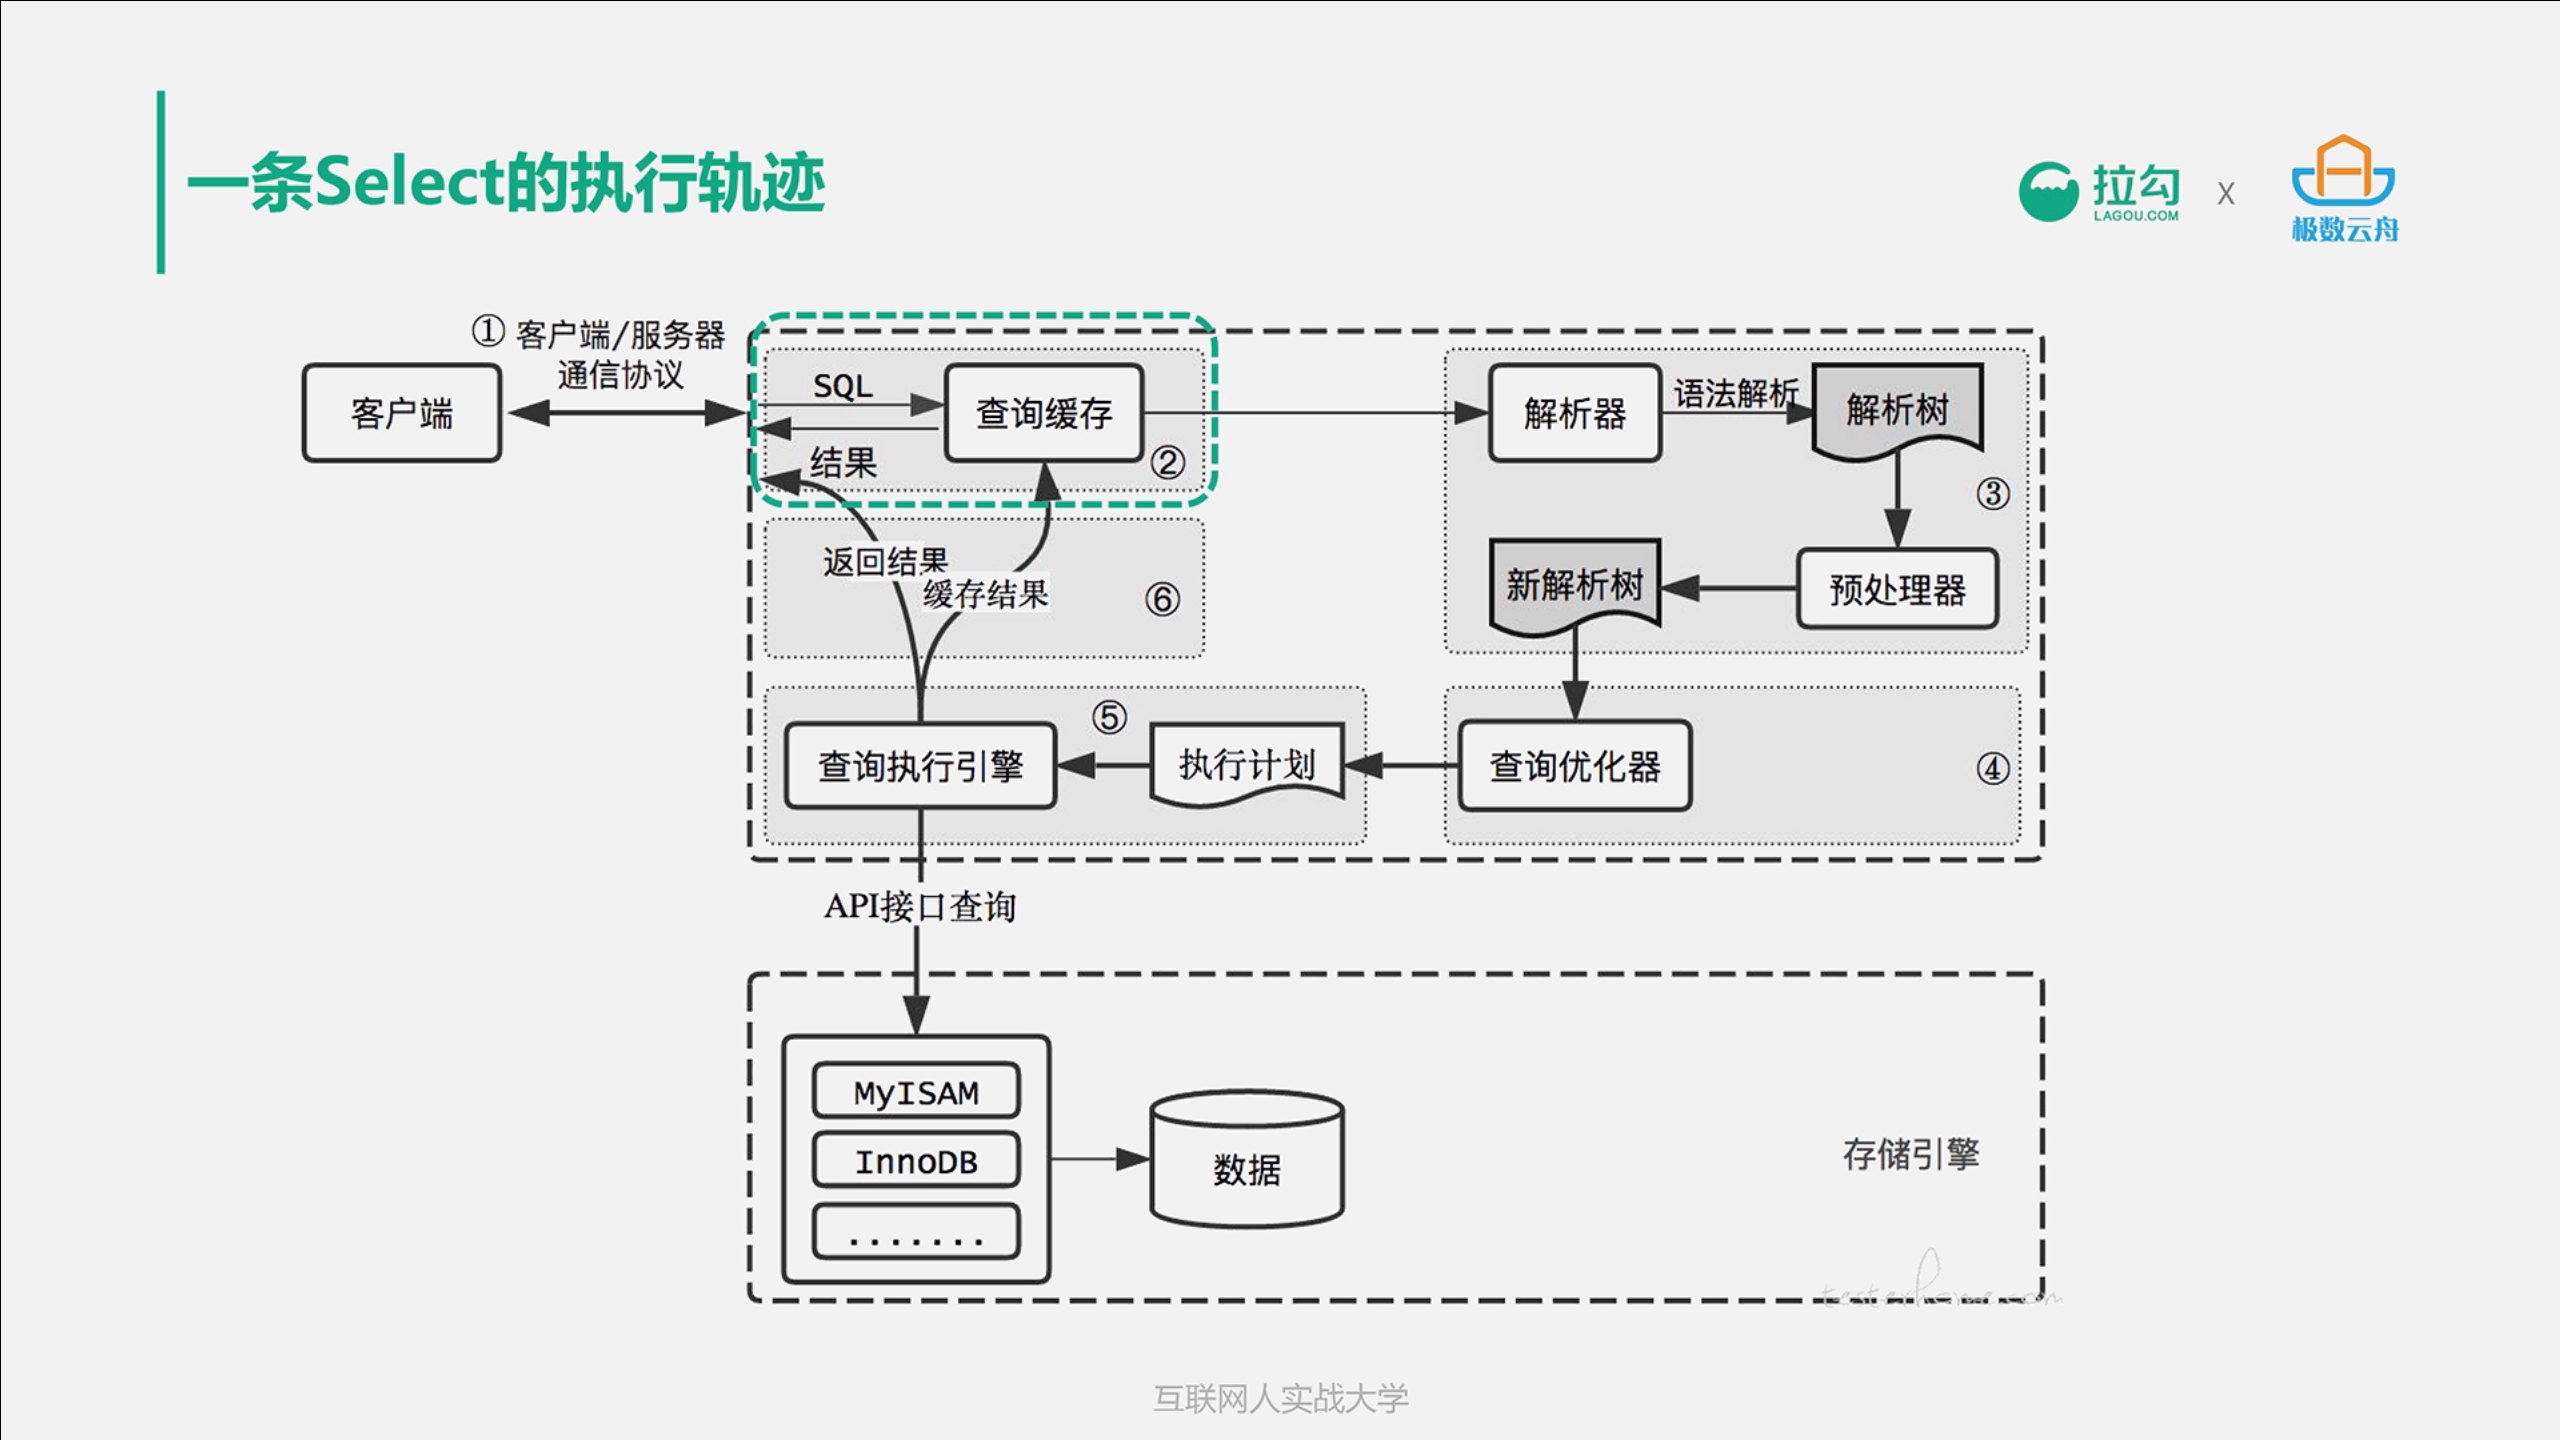 一条Select的执行轨迹
拉勾
LAGOU.COM
X
极数云舟
① 客户端/服务器
通信协议
客户端
SQL
查询缓存
结果
②
解析器
语法解析
解析树
③
新解析树
预处理器
返回结果
缓存结果
⑥
查询执行引擎
⑤
执行计划
查询优化器
④
API接口查询
MyISAM
InnoDB
.......
数据
存储引擎
testerhome.com
互联网人实战大学